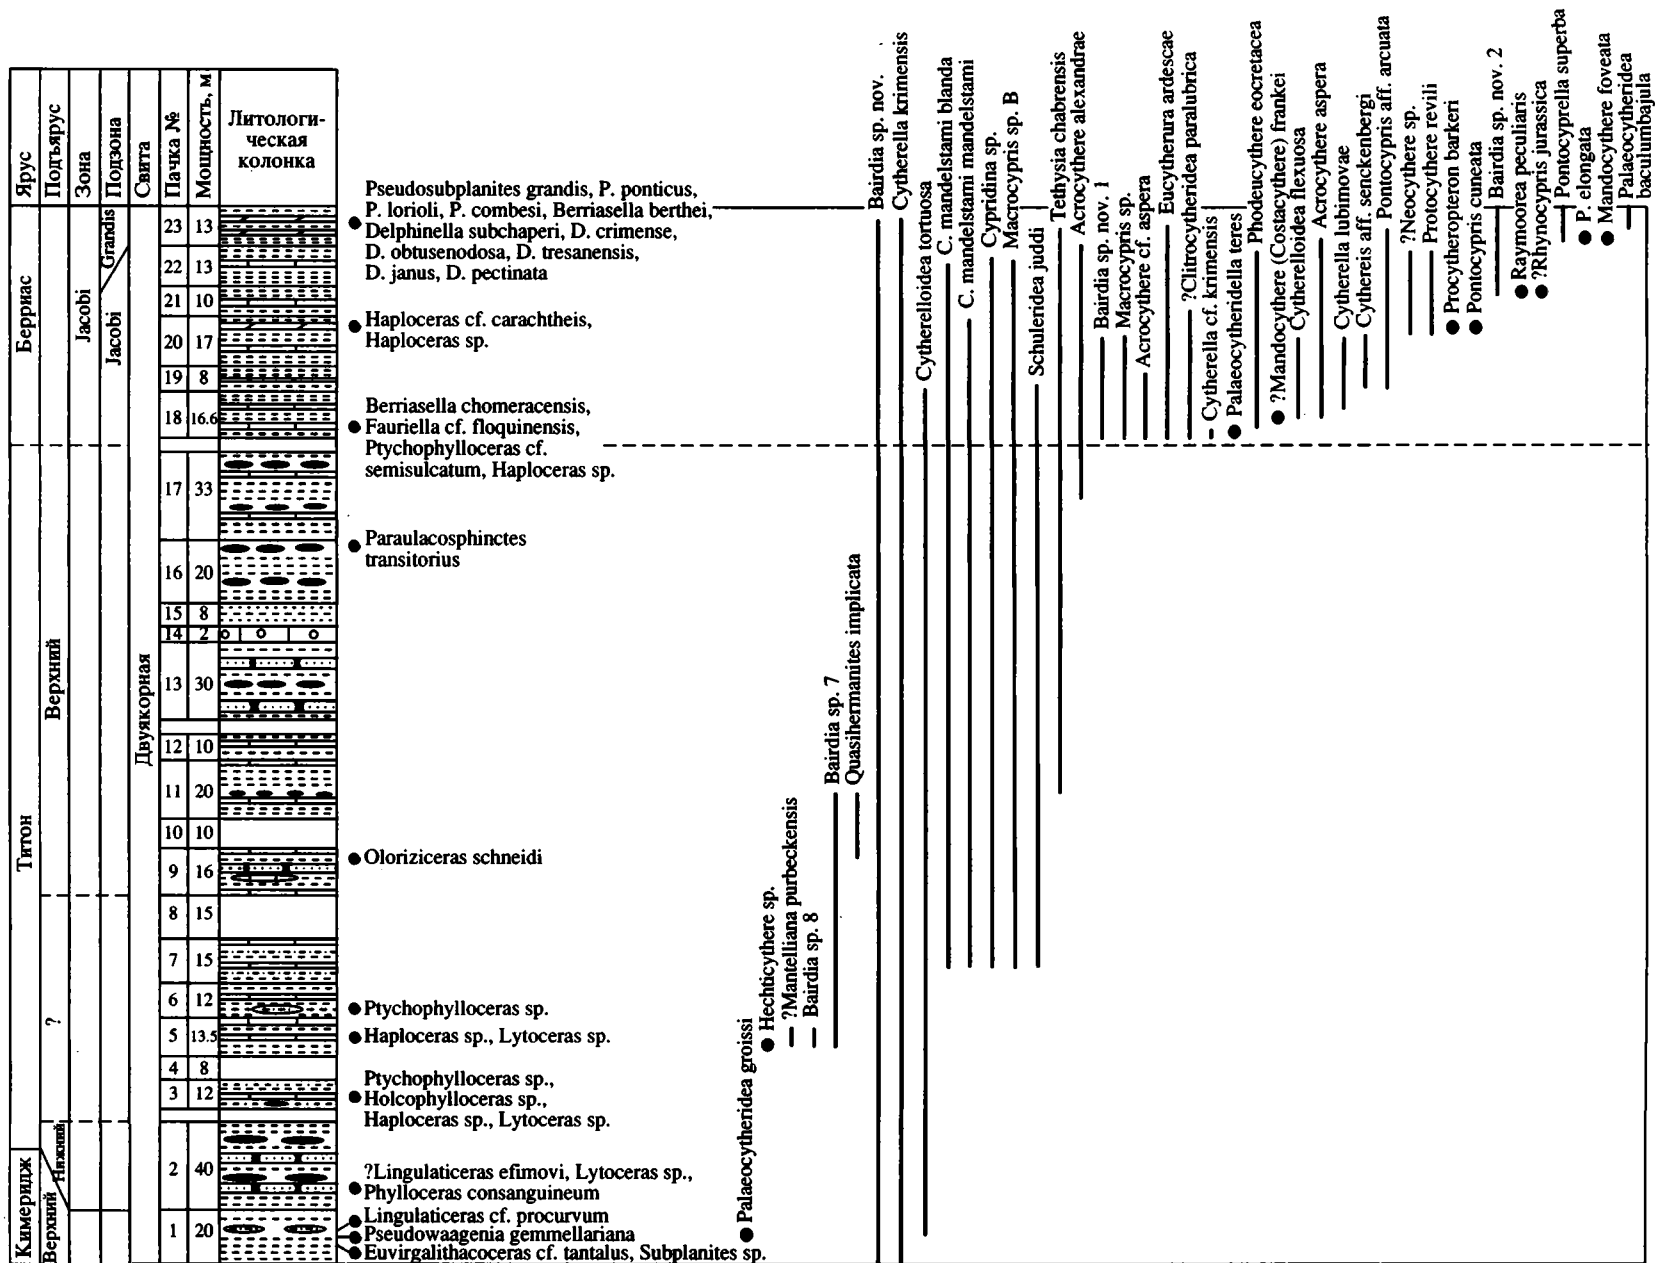 Ярус
Подъярус
Зона
Подзона
Свита
Пачка №
Мощность, м
Литологи-
ческая
колонка
Берриас
Титон
Кимеридж
Верхний
?
Нижний
Верхний
Jacobi
Grandis
Jacobi
Двуякорная
23 13
22 13
21 10
20 17
19 8
18 16.6
17 33
16 20
15 8
14 2
13 30
12 10
11 20
10 10
9 16
8 15
7 15
6 12
5 13.5
4 8
3 12
2 40
1 20
Pseudosubplanites grandis, P. ponticus,
P. lorioli, P. combesi, Berriasella berthei,
Delphinella subchaperi, D. crimense,
D. obtusenodosa, D. tresanensis,
D. janus, D. pectinata
Haploceras cf. carachtheis,
Haploceras sp.
Berriasella chomeracensis,
Fauriella cf. floquinensis,
Ptychophylloceras cf.
semisulcatum, Haploceras sp.
Paraulacosphinctes
transitorius
Oloriziceras schneidi
Ptychophylloceras sp.
Haploceras sp., Lytoceras sp.
Ptychophylloceras sp.,
Holcophylloceras sp.,
Haploceras sp., Lytoceras sp.
?Lingulaticeras efimovi, Lytoceras sp.,
Phylloceras consanguineum
Lingulaticeras cf. procurvum
Pseudowaagenia gemmellariana
Euvirgalithacoceras cf. tantalus, Subplanites sp.
Palaeocytheridea groissi
Hechticythere sp.
?Mantelliana purbeckensis
Bairdia sp. 8
Bairdia sp. 7
Quasihermanites implicata
Bairdia sp. nov.
Cytherella krimensis
Cytherelloidea tortuosa
C. mandelstami blanda
C. mandelstami mandelstami
Cypridina sp.
Macrocypris sp. B
Schuleridea juddi
Tethysia chabrensis
Acrocythere alexandrae
Bairdia sp. nov. 1
Macrocypris sp.
Acrocythere cf. aspera
Eucytherura ardescae
?Clitrocytheridea paralubrica
Cytherella cf. krimensis
Palaeocytheridella teres
Phodeucythere eocretacea
?Mandocythere (Costacythere) frankei
Cytherelloidea flexuosa
Acrocythere aspera
Cytherella lubimovae
Cythereis aff. senckenbergi
Pontocypris aff. arcuata
?Neocythere sp.
Protocythere revili
Procytheropteron barkeri
Pontocypris cuneata
Bairdia sp. nov. 2
Raymoorea peculiaris
?Rhynocypris jurassica
Pontocyprella superba
P. elongata
Mandocythere foveata
Palaeocytheridea
baculumbajula